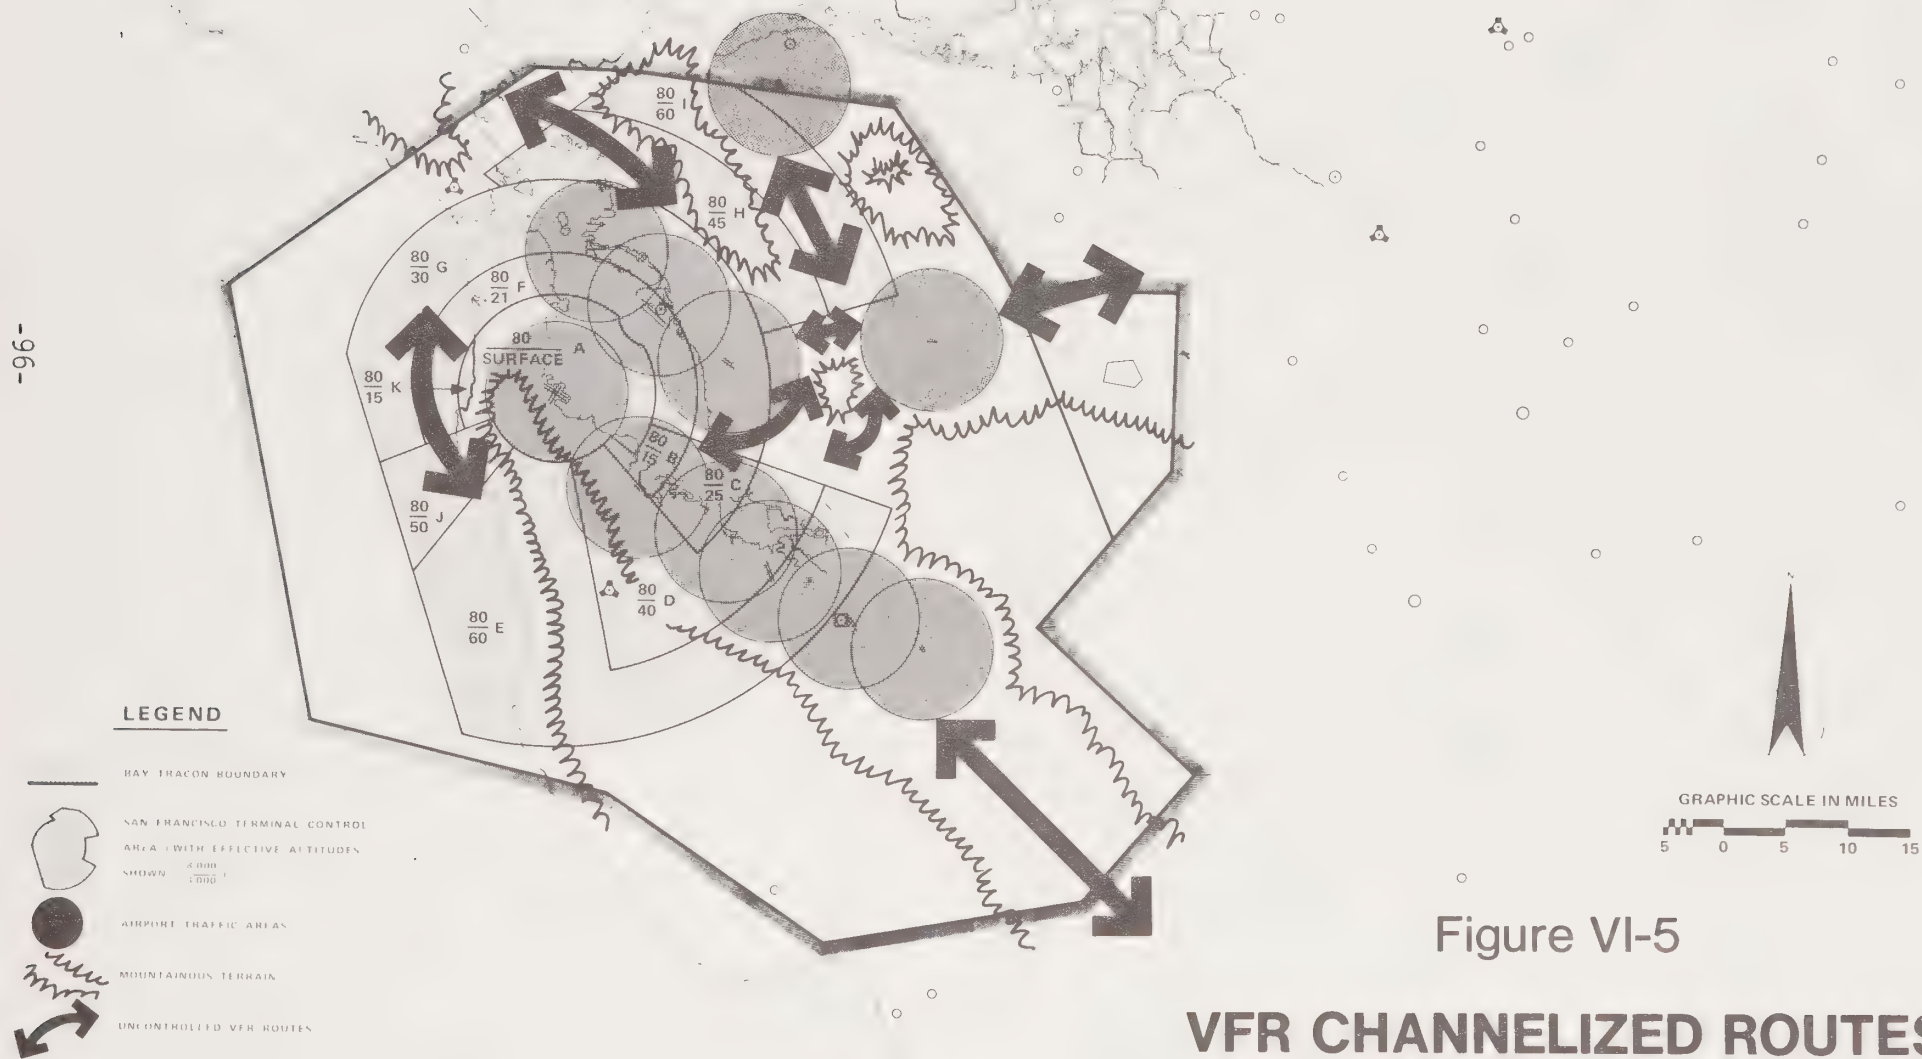 -96-
80
60 I
80
45 H
80
30 G
80
21 F
80
SURFACE A
80
15 K
80
15 B
80
25 C
80
50 J
80
40 D
80
60 E
LEGEND
BAY TRACON BOUNDARY
SAN FRANCISCO TERMINAL CONTROL
AREA (WITH EFFECTIVE ALTITUDES
SHOWN
AIRPORT TRAFFIC AREAS
MOUNTAINOUS TERRAIN
UNCONTROLLED VFR ROUTES
N
GRAPHIC SCALE IN MILES
5 0 5 10 15
Figure VI-5
VFR CHANNELIZED ROUTES